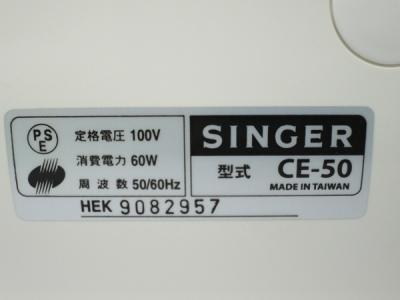 PSE
定格電圧 100V
消費電力 60W
周波数 50/60Hz
SINGER
型式 CE-50
MADE IN TAIWAN
HEK 9082957